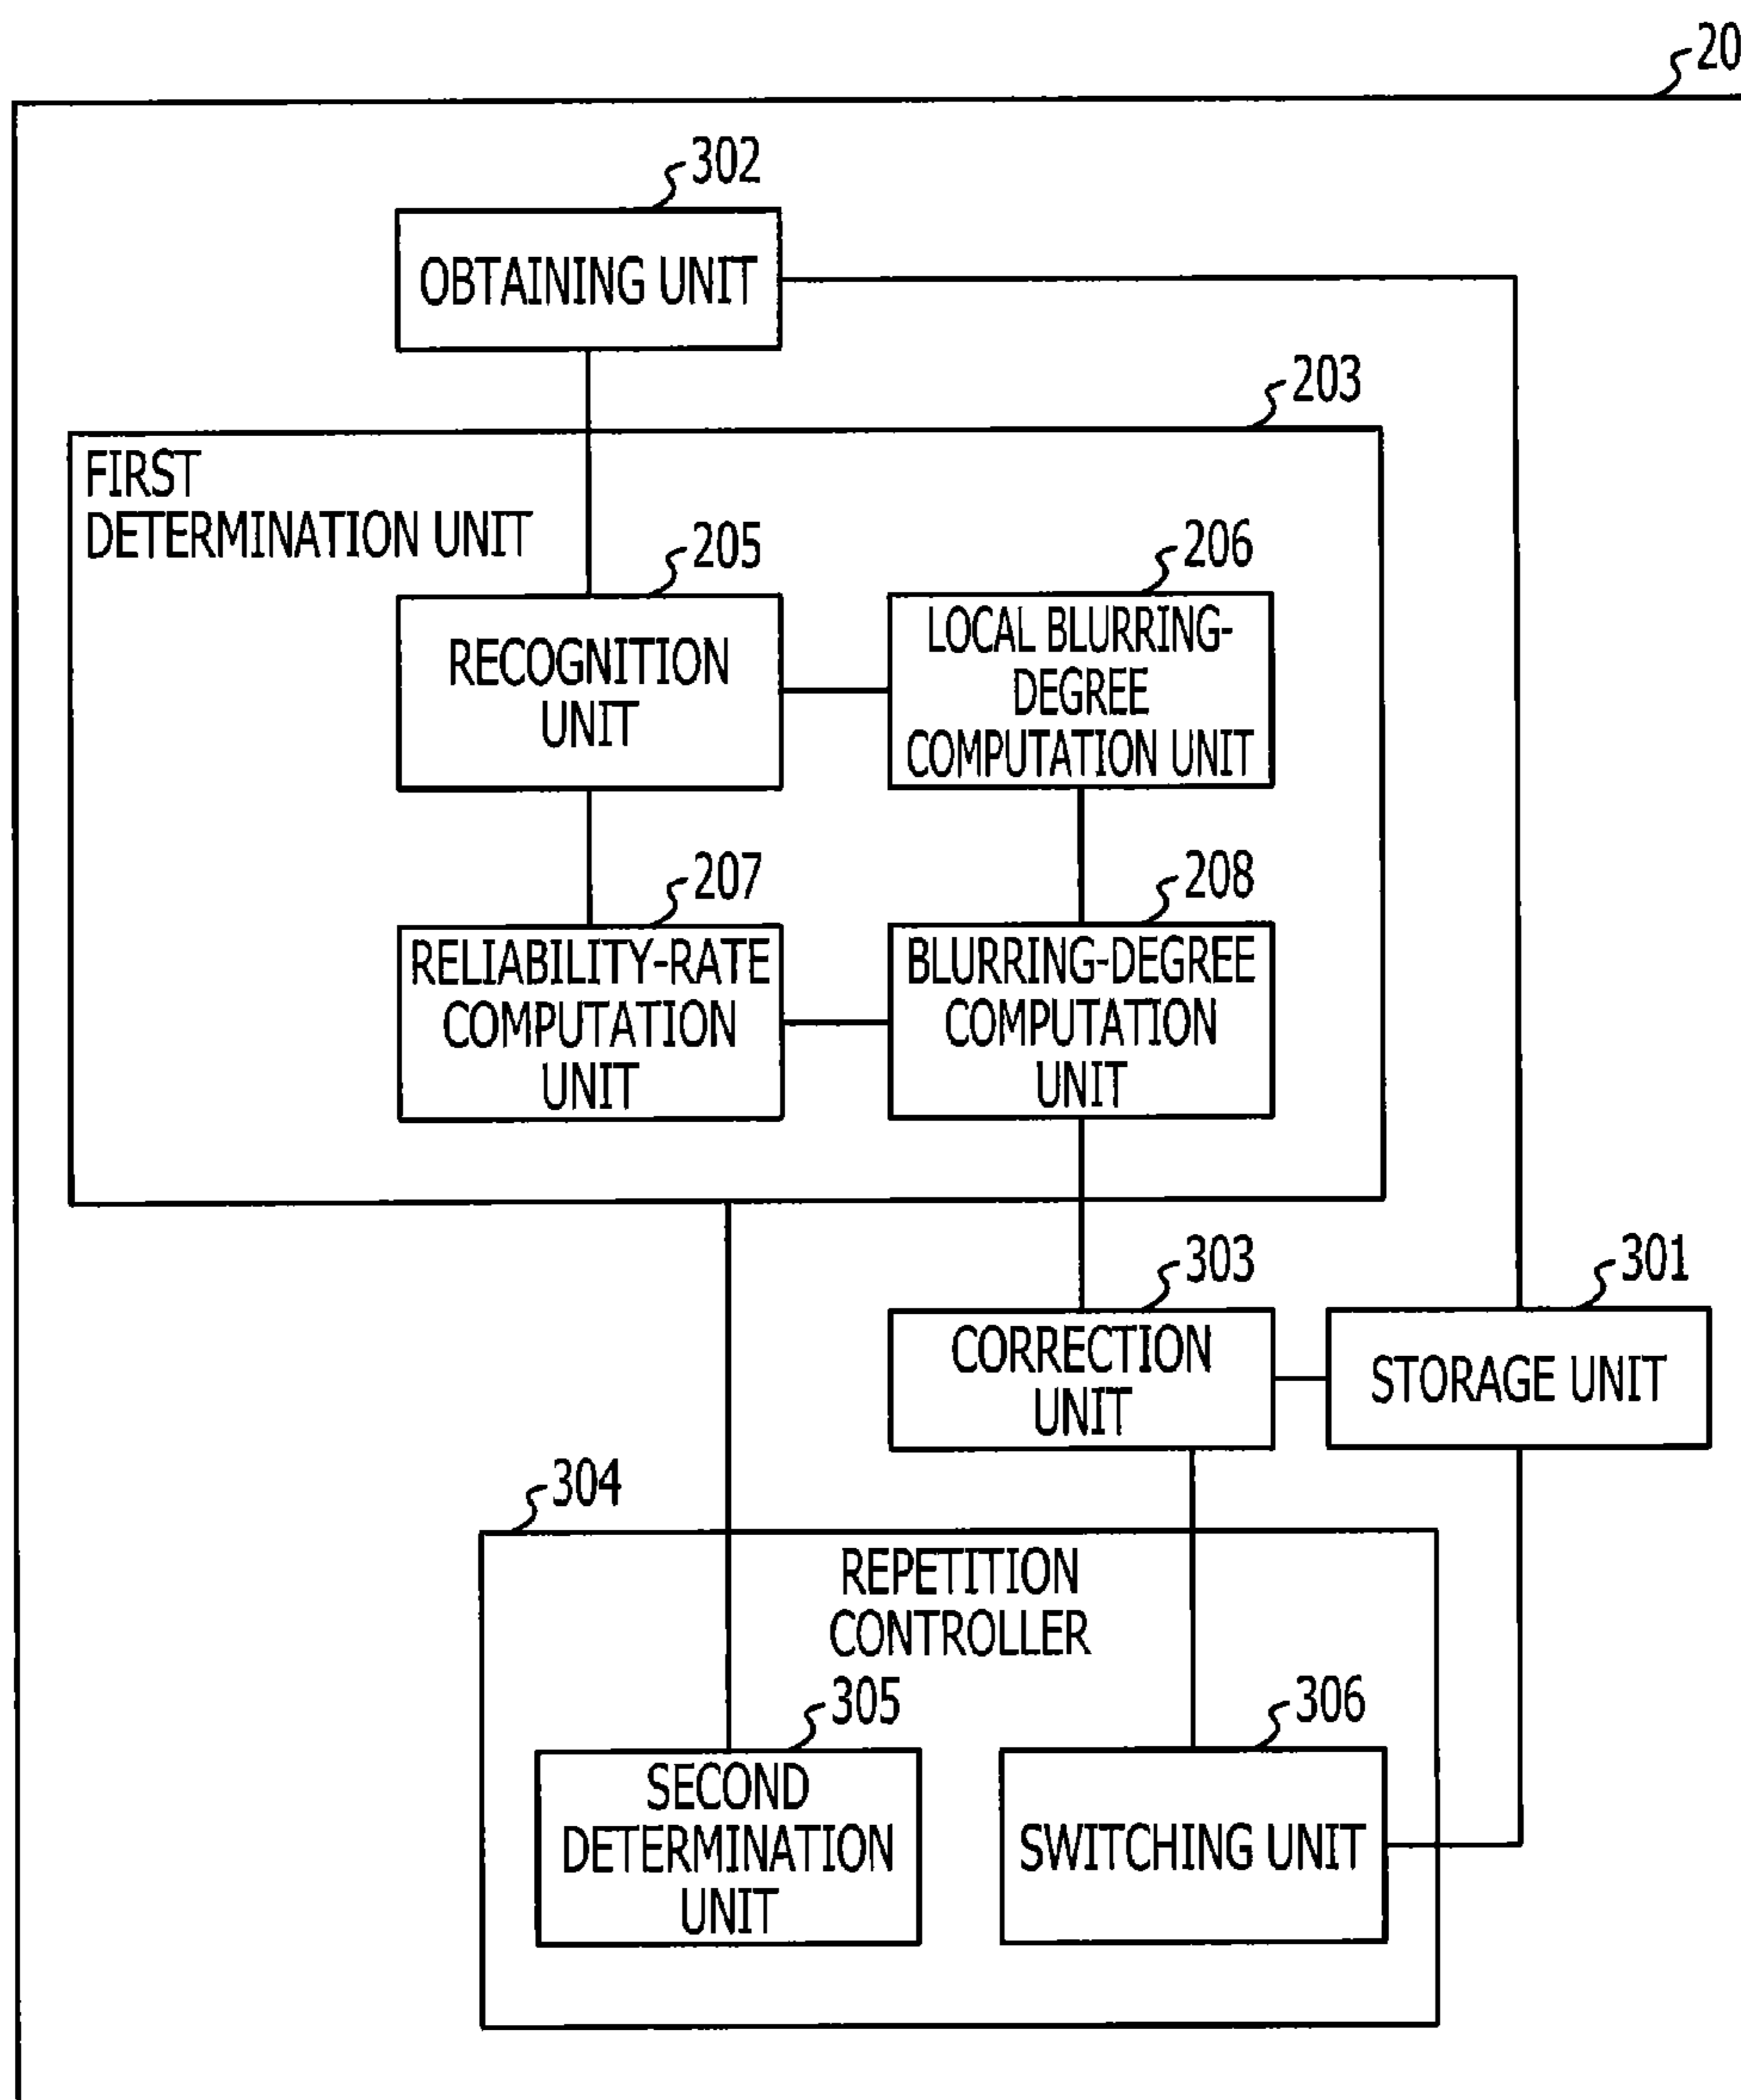 20
302
OBTAINING UNIT
203
FIRST
DETERMINATION UNIT
205
RECOGNITION
UNIT
206
LOCAL BLURRING-
DEGREE
COMPUTATION UNIT
207
RELIABILITY-RATE
COMPUTATION
UNIT
208
BLURRING-DEGREE
COMPUTATION
UNIT
303
CORRECTION
UNIT
301
STORAGE UNIT
304
REPETITION
CONTROLLER
305
SECOND
DETERMINATION
UNIT
306
SWITCHING UNIT